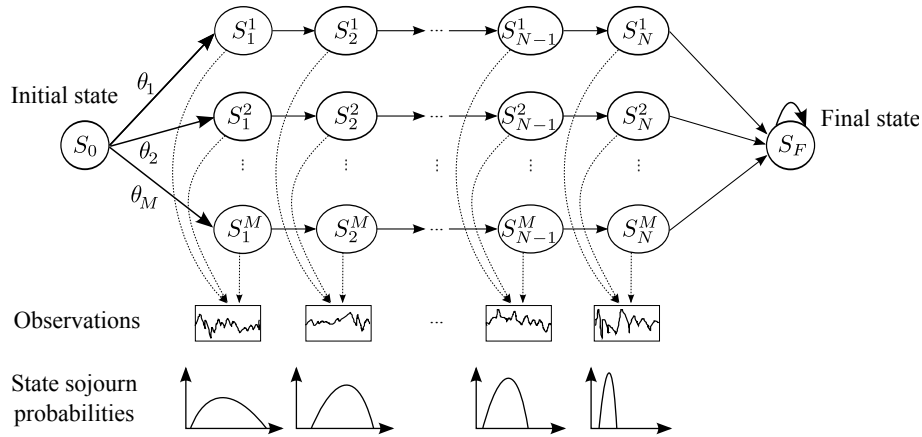 S_1^1 S_2^1 ... S_{N-1}^1 S_N^1
θ_1
Initial state
S_1^2 S_2^2 ... S_{N-1}^2 S_N^2
Final state
S_0 θ_2 S_F
⋮ ⋮ ⋮ ⋮ ⋮
θ_M
S_1^M S_2^M ... S_{N-1}^M S_N^M
Observations ...
State sojourn
probabilities